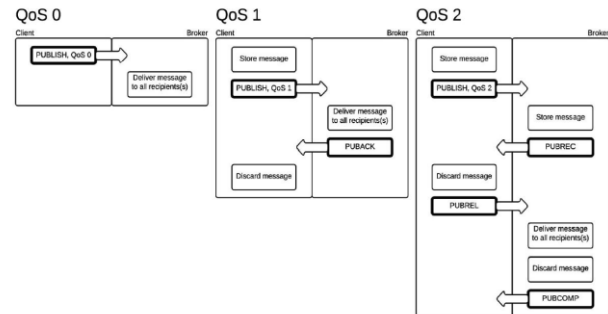 QoS 0
Client Broker
PUBLISH, QoS 0
Deliver message
to all recipients(s)
QoS 1
Client Broker
Store message
PUBLISH, QoS 1
Deliver message
to all recipients(s)
PUBACK
Discard message
QoS 2
Client Broker
Store message
PUBLISH, QoS 2
Store message
PUBREC
Discard message
PUBREL
Deliver message
to all recipients(s)
Discard message
PUBCOMP